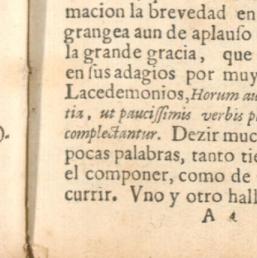 macion la brevedad en
grangea aun de aplauſo
la grande gracia, que
en ſus adagios por muy
Lacedemonios, Horum au
tia, ut pauciſſimis verbis p
complectantur. Dezir muc
).
pocas palabras, tanto tie
el componer, como de
currir. Vno y otro hall
A